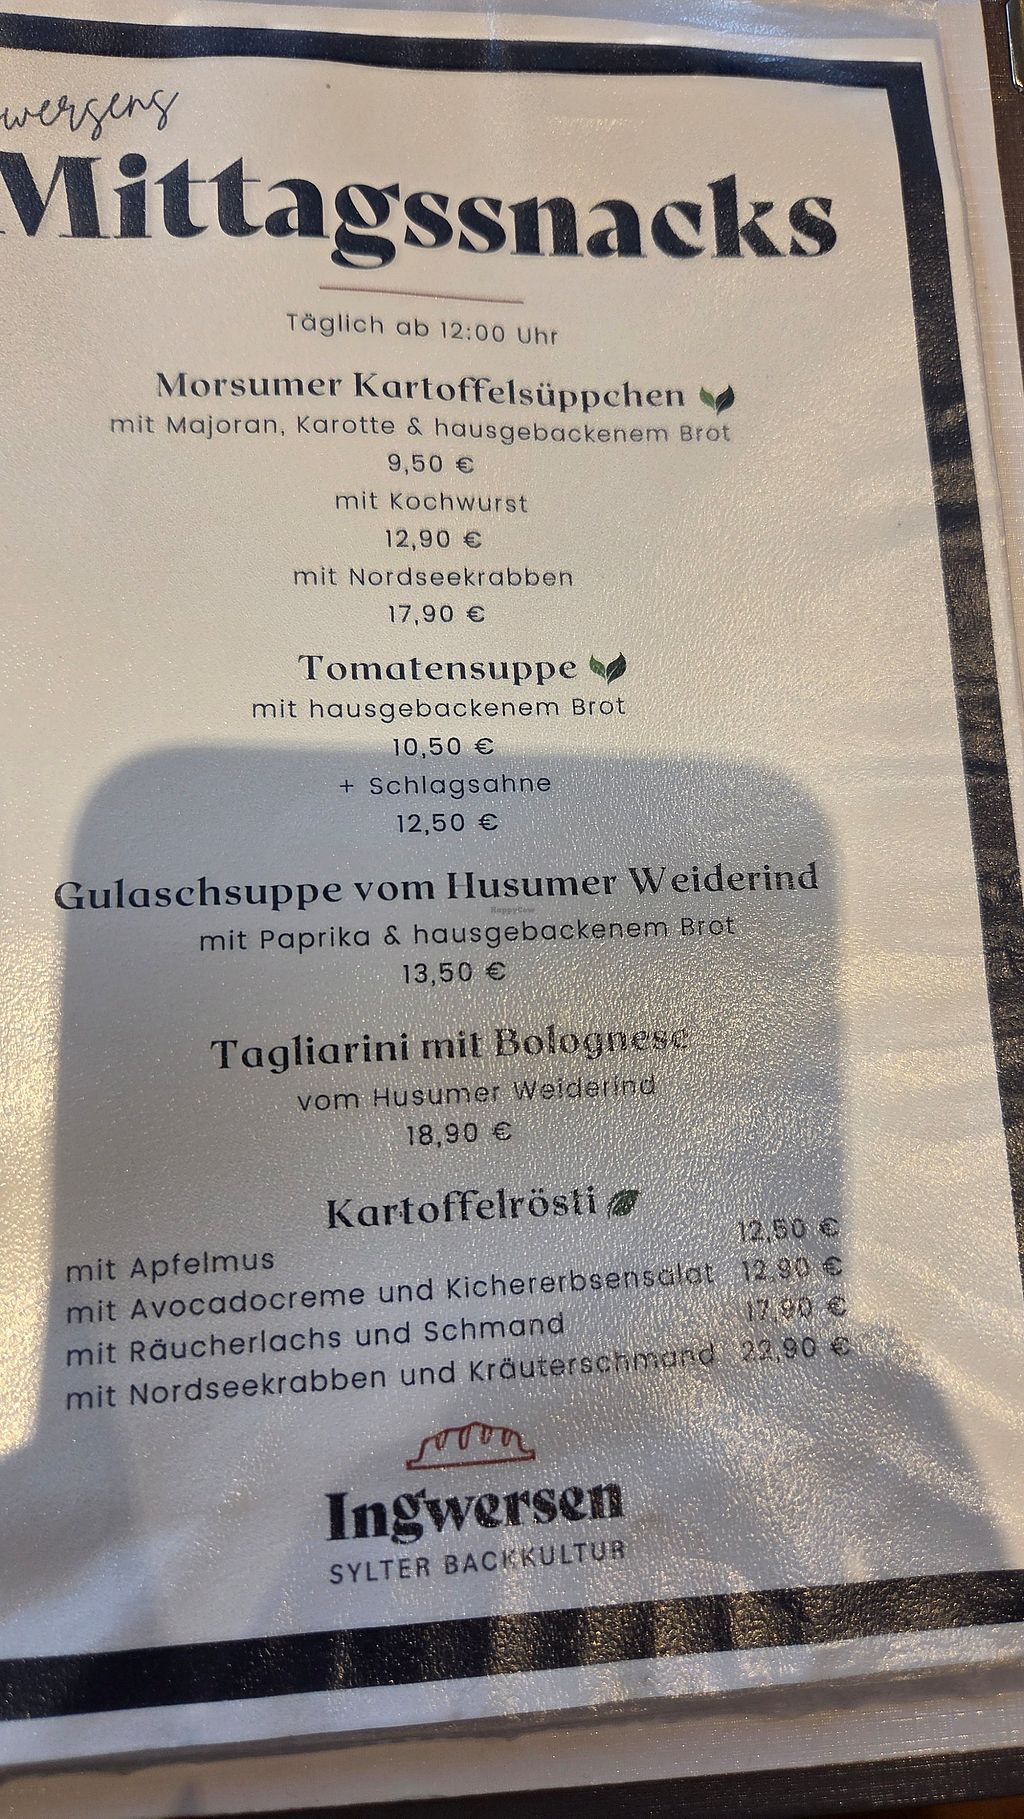 wersens
Mittagssnacks
Täglich ab 12:00 Uhr
Morsumer Kartoffelsüppchen
mit Majoran, Karotte & hausgebackenem Brot
9,50 €
mit Kochwurst
12,90 €
mit Nordseekrabben
17,90 €
Tomatensuppe
mit hausgebackenem Brot
10,50 €
+ Schlagsahne
12,50 €
Gulaschsuppe vom Husumer Weiderind
HappyCow
mit Paprika & hausgebackenem Brot
13,50 €
Tagliarini mit Bolognese
vom Husumer Weiderind
18,90 €
Kartoffelrösti
mit Apfelmus 12,50 €
mit Avocadocreme und Kichererbsensalat 12,90 €
mit Räucherlachs und Schmand 17,90 €
mit Nordseekrabben und Kräuterschmand 22,90 €
Ingwersen
SYLTER BACKKULTUR